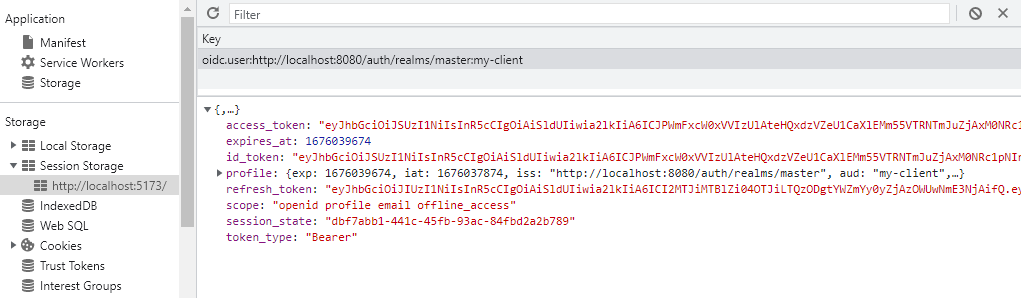 Application
Manifest
Service Workers
Storage
Storage
Local Storage
Session Storage
http://localhost:5173/
IndexedDB
Web SQL
Cookies
Trust Tokens
Interest Groups
Filter
Key
oidc.user:http://localhost:8080/auth/realms/master:my-client
{,…}
access_token: "eyJhbGciOiJSUzI1NiIsInR5cCIgOiAiSldUIiwia2lkIiA6ICJPWmFxcW0xVVIzUlAteHQxdzVZeU1CaXlEMm55VTRNTmJuZjAxM0NRc1
expires_at: 1676039674
id_token: "eyJhbGciOiJSUzI1NiIsInR5cCIgOiAiSldUIiwia2lkIiA6ICJPWmFxcW0xVVIzUlAteHQxdzVZeU1CaXlEMm55VTRNTmJuZjAxM0NRc1pNIn
profile: {exp: 1676039674, iat: 1676037874, iss: "http://localhost:8080/auth/realms/master", aud: "my-client",…}
refresh_token: "eyJhbGciOiJIUzI1NiIsInR5cCIgOiAiSldUIiwia2lkIiA6ICI2MTJiMTBlZi04OTJiLTQzODgtYWZmYy0yZjAzOWUwNmE3NjAifQ.ey
scope: "openid profile email offline_access"
session_state: "dbf7abb1-441c-45fb-93ac-84fbd2a2b789"
token_type: "Bearer"